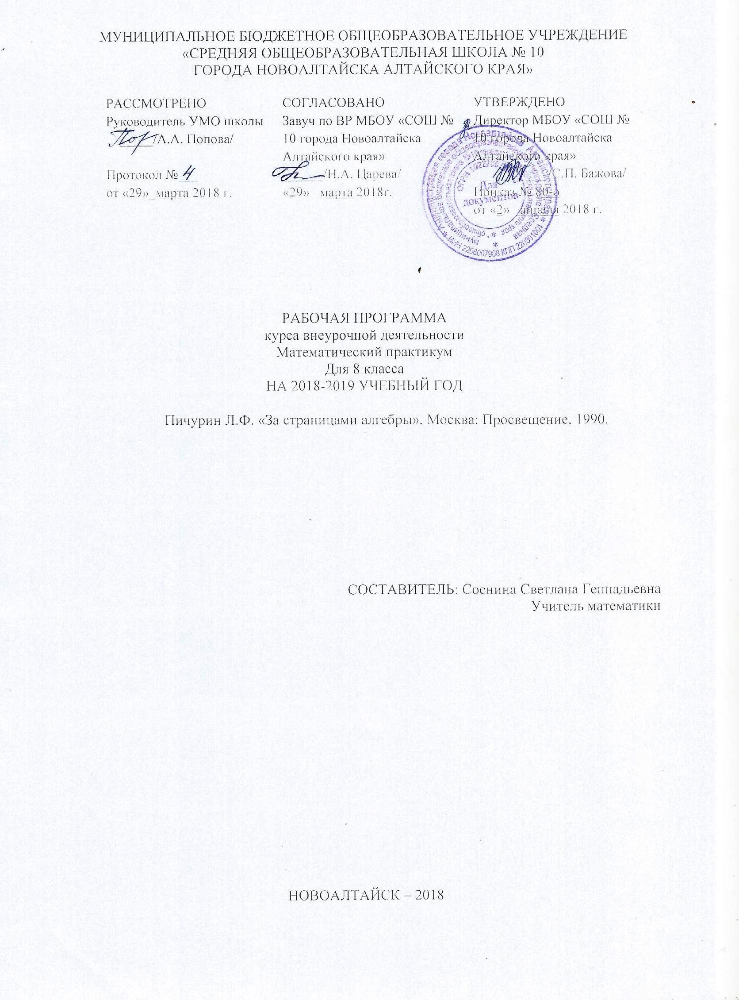 МУНИЦИПАЛЬНОЕ БЮДЖЕТНОЕ ОБЩЕОБРАЗОВАТЕЛЬНОЕ УЧРЕЖДЕНИЕ
«СРЕДНЯЯ ОБЩЕОБРАЗОВАТЕЛЬНАЯ ШКОЛА № 10
ГОРОДА НОВОАЛТАЙСКА АЛТАЙСКОГО КРАЯ»
РАССМОТРЕНО
Руководитель УМО школы
/А.А. Попова/
Протокол № 4
от «29» марта 2018 г.
СОГЛАСОВАНО
Завуч по ВР МБОУ «СОШ №
10 города Новоалтайска
Алтайского края»
/Н.А. Царева/
«29» марта 2018г.
УТВЕРЖДЕНО
Директор МБОУ «СОШ №
10 города Новоалтайска
Алтайского края»
/С.П. Бажова/
Приказ № 80-о
от «2» апреля 2018 г.
Для
документов
ИНН 2208007908 КПП 220801001
РАБОЧАЯ ПРОГРАММА
курса внеурочной деятельности
Математический практикум
Для 8 класса
НА 2018-2019 УЧЕБНЫЙ ГОД
Пичурин Л.Ф. «За страницами алгебры», Москва: Просвещение, 1990.
СОСТАВИТЕЛЬ: Соснина Светлана Геннадьевна
Учитель математики
НОВОАЛТАЙСК – 2018